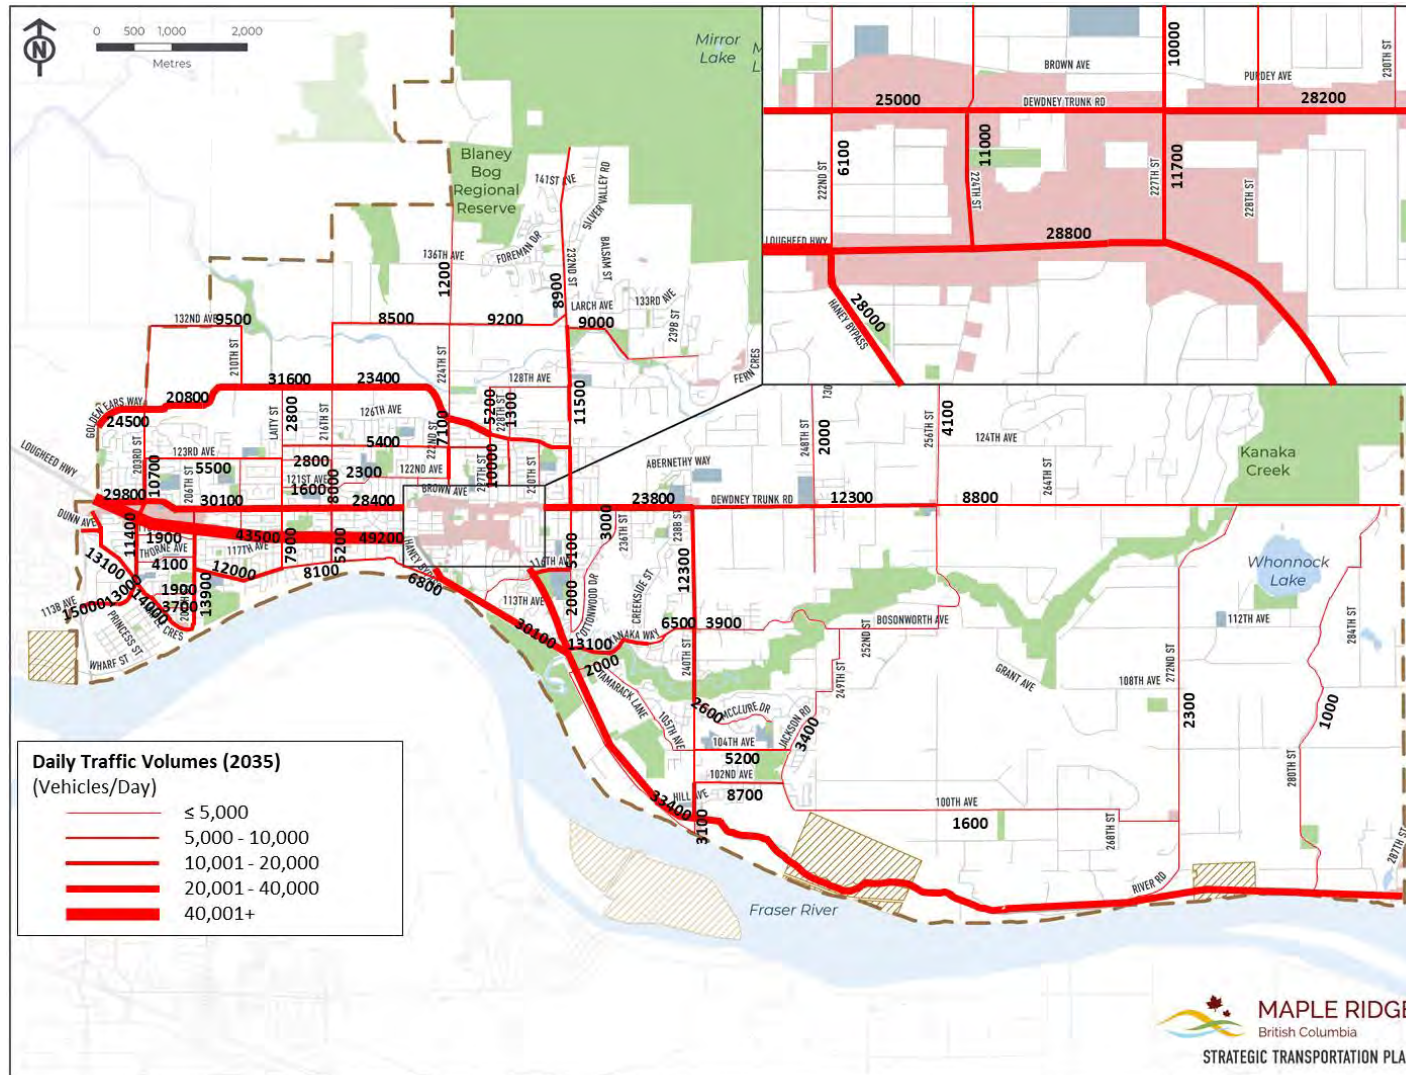 N
0 500 1,000 2,000
Metres
Mirror
Lake
Blaney
Bog
Regional
Reserve
141ST AVE
SILVER VALLEY RD
FOREMAN DR
136TH AVE
1200
232ND ST
BALSAM ST
8900
LARCH AVE
133RD AVE
239B ST
FERN CRES
132ND AVE
9500
8500
9200
9000
210TH ST
224TH ST
128TH AVE
31600
23400
20800
GOLDEN EARS WAY
24500
LAITY ST
2800
216TH ST
126TH AVE
5400
222ND ST
7100
5200
228TH ST
1300
11500
LOUGHEED HWY
203RD ST
10700
123RD AVE
5500
206TH ST
2800
2300
121ST AVE
1600
8000
122ND AVE
BROWN AVE
227TH ST
10000
230TH ST
ABERNETHY WAY
29800
30100
28400
23800
DEWDNEY TRUNK RD
12300
8800
248TH ST
2000
256TH ST
4100
124TH AVE
264TH ST
Kanaka
Creek
DUNN AVE
11400
1900
THORNE AVE
4100
117TH AVE
43500
7900
5200
49200
12000
8100
13100
13000
1900
3700
14000
13900
113B AVE
15000
PRINCESS ST
WHARF ST
HANEY BYPASS
6800
116TH AVE
5100
3000
236TH ST
238B ST
113TH AVE
2000
COTTONWOOD DR
CREEKSIDE ST
12300
30100
13100
KANAKA WAY
6500
3900
2000
TAMARACK LANE
240TH ST
BOSONWORTH AVE
252ND ST
249TH ST
GRANT AVE
108TH AVE
272ND ST
112TH AVE
Whonnock
Lake
284TH ST
2300
1000
280TH ST
2600
MCCLURE DR
105TH AVE
JACKSON RD
3400
104TH AVE
5200
102ND AVE
8700
HILL AVE
33400
3100
100TH AVE
1600
268TH ST
RIVER RD
287TH ST
Fraser River
BROWN AVE
10000
PURDEY AVE
230TH ST
25000
DEWDNEY TRUNK RD
28200
222ND ST
6100
224TH ST
11000
227TH ST
11700
228TH ST
LOUGHEED HWY
28800
HANEY BYPASS
28000
Daily Traffic Volumes (2035)
(Vehicles/Day)
≤ 5,000
5,000 - 10,000
10,001 - 20,000
20,001 - 40,000
40,001+
MAPLE RIDGE
British Columbia
STRATEGIC TRANSPORTATION PLA